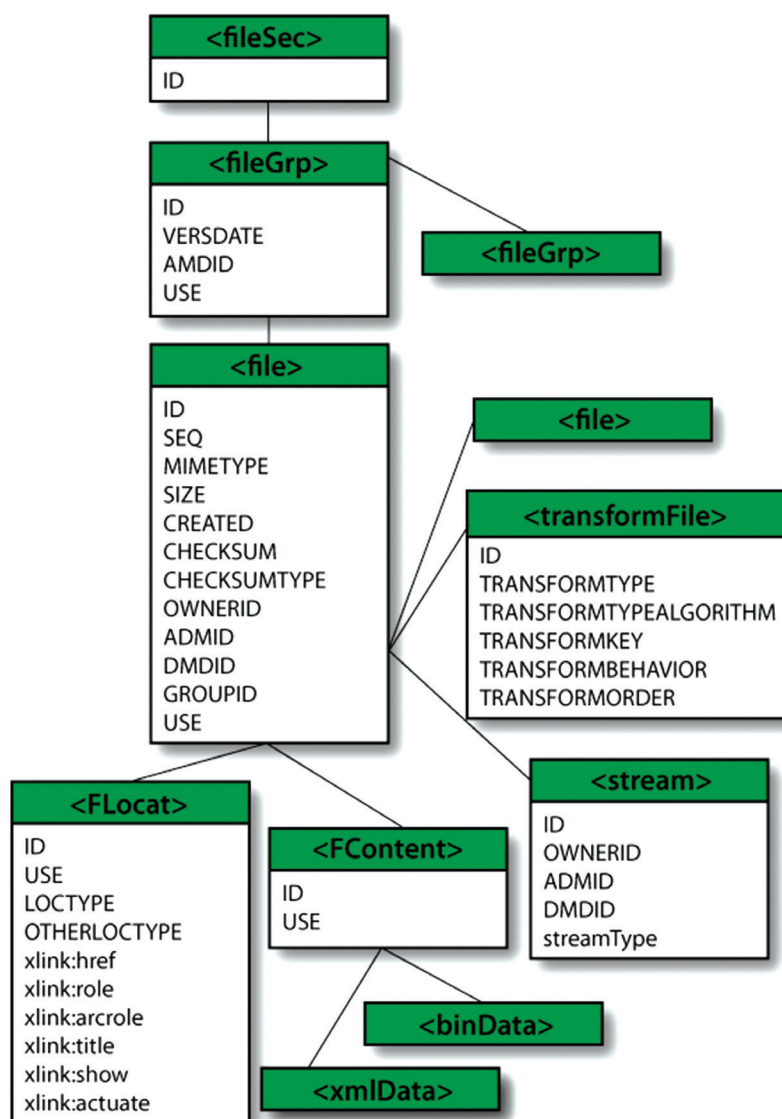 <fileSec>
ID
<fileGrp>
ID
VERSDATE
AMDID
USE
<fileGrp>
<file>
ID
SEQ
MIMETYPE
SIZE
CREATED
CHECKSUM
CHECKSUMTYPE
OWNERID
ADMID
DMDID
GROUPID
USE
<file>
<transformFile>
ID
TRANSFORMTYPE
TRANSFORMTYPEALGORITHM
TRANSFORMKEY
TRANSFORMBEHAVIOR
TRANSFORMORDER
<stream>
ID
OWNERID
ADMID
DMDID
streamType
<FLocat>
ID
USE
LOCTYPE
OTHERLOCTYPE
xlink:href
xlink:role
xlink:arcrole
xlink:title
xlink:show
xlink:actuate
<FContent>
ID
USE
<binData>
<xmlData>